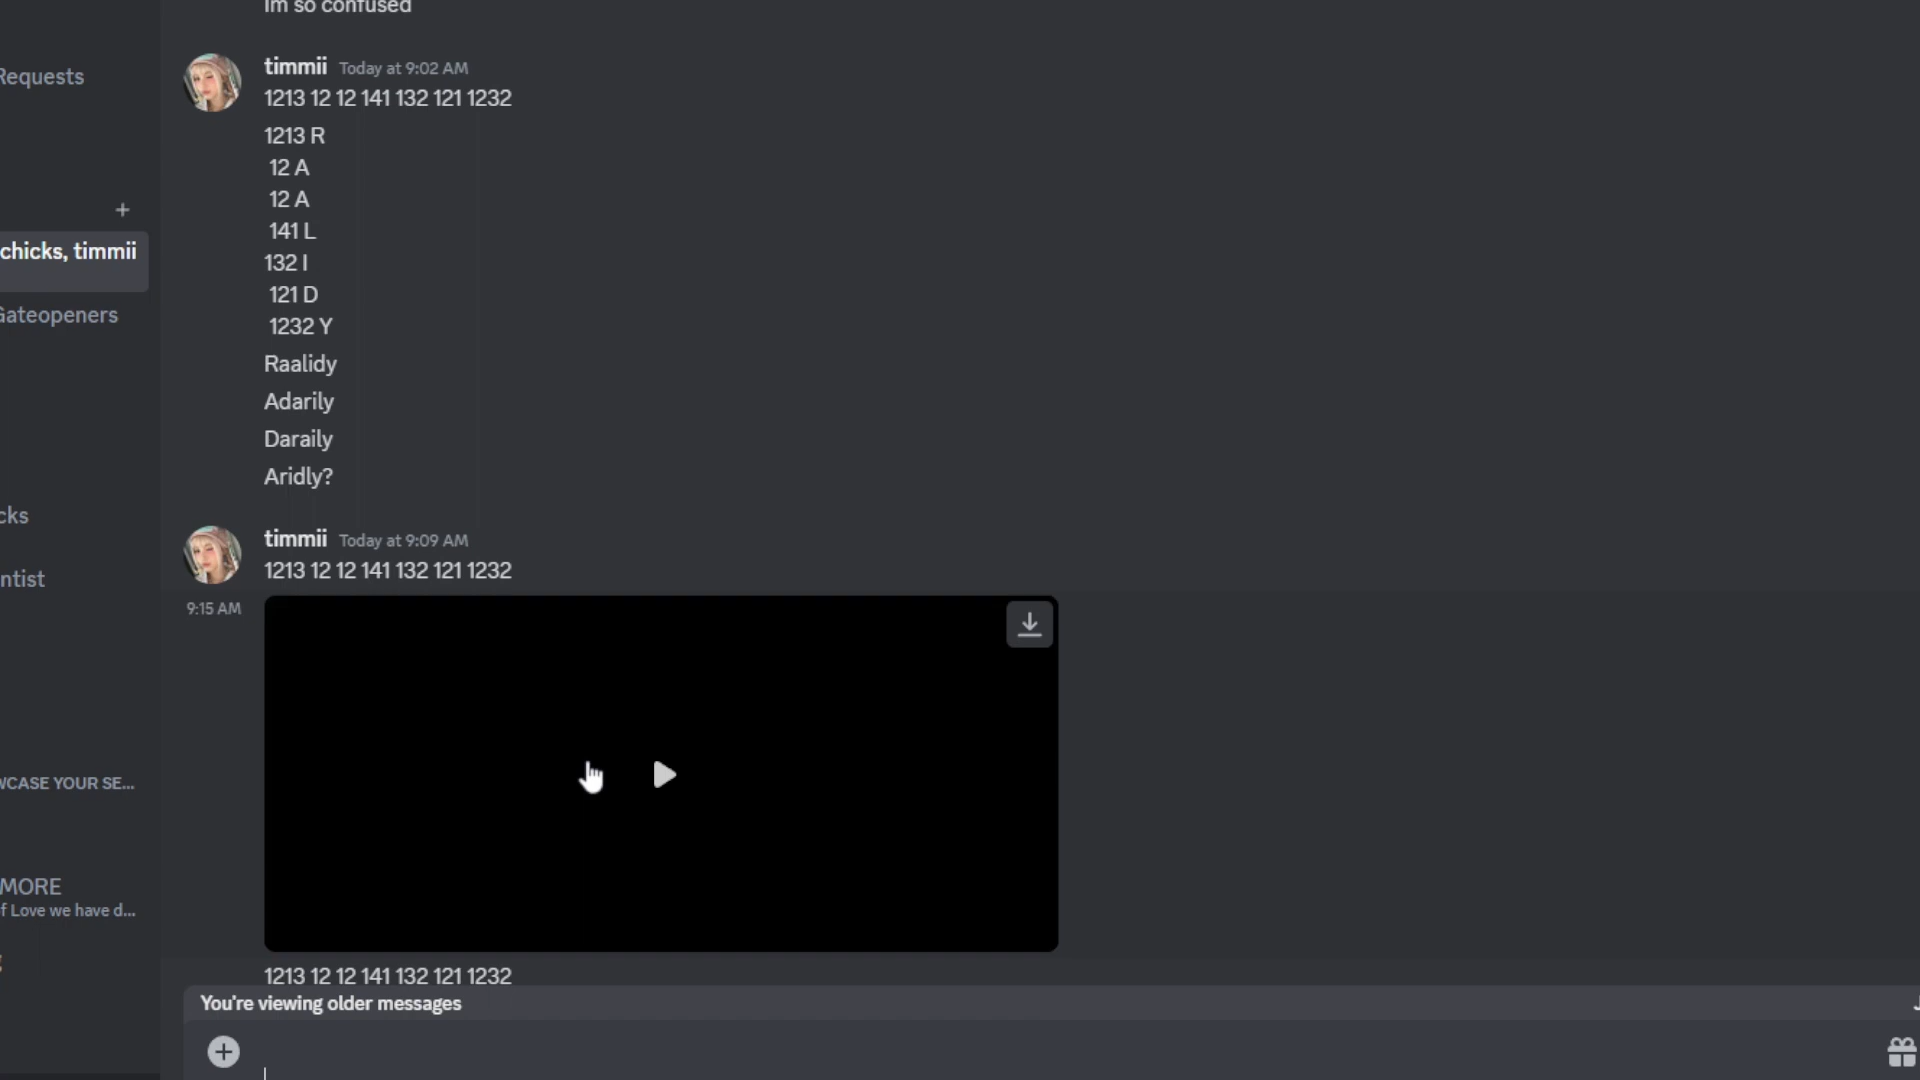 Im so confused
Requests
timmii Today at 9:02 AM
1213 12 12 141 132 121 1232
1213 R
12 A
12 A
141 L
132 I
121 D
1232 Y
Raalidy
Adarily
Daraily
Aridly?
+
chicks, timmii
Gateopeners
cks
ntist
timmii Today at 9:09 AM
1213 12 12 141 132 121 1232
9:15 AM
WCASE YOUR SE...
MORE
f Love we have d...
1213 12 12 141 132 121 1232
You're viewing older messages